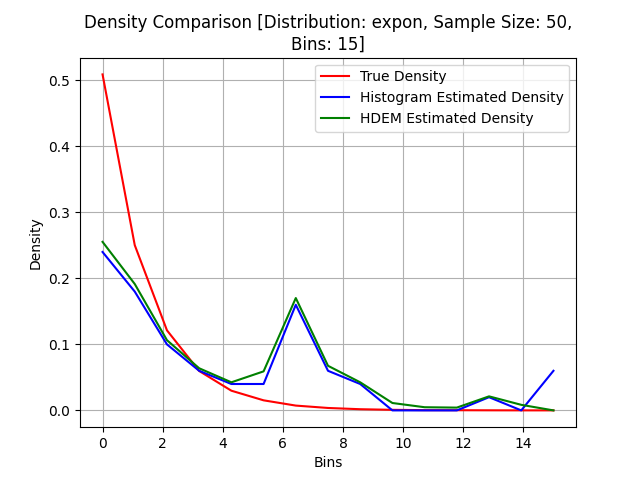 Density Comparison [Distribution: expon, Sample Size: 50,
Bins: 15]
True Density
Histogram Estimated Density
HDEM Estimated Density
Density
0.5
0.4
0.3
0.2
0.1
0.0
0 2 4 6 8 10 12 14
Bins